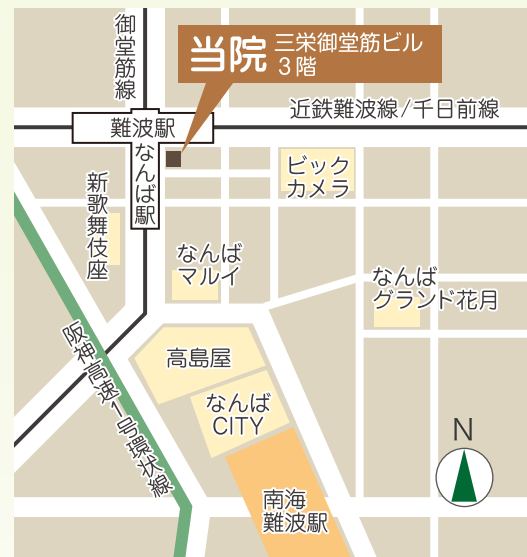 御堂筋線
当院
三栄御堂筋ビル
3階
近鉄難波線/千日前線
難波駅
なんば駅
ビック
カメラ
新歌舞伎座
なんば
マルイ
なんば
グランド花月
阪神高速1号環状線
高島屋
なんば
CITY
N
南海
難波駅